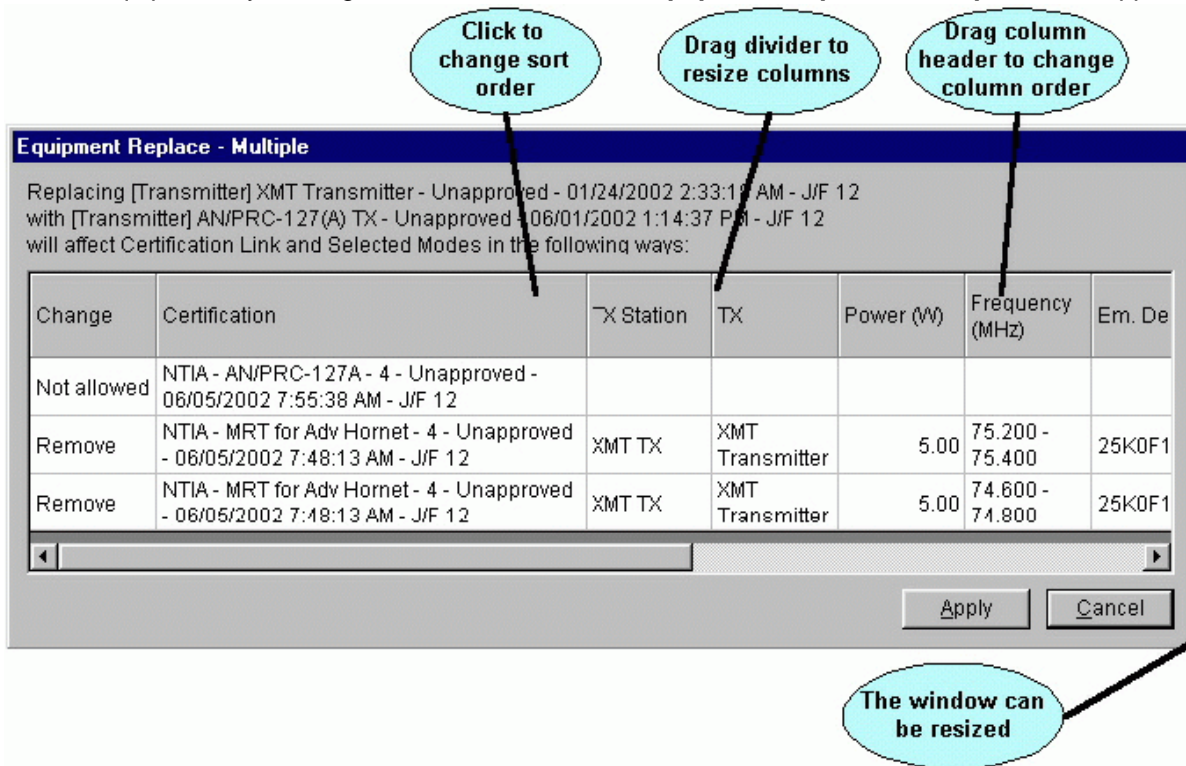 Click to
change sort
order
Drag divider to
resize columns
Drag column
header to change
column order
Equipment Replace - Multiple
Replacing [Transmitter] XMT Transmitter - Unapproved - 01/24/2002 2:33:19 AM - J/F 12
with [Transmitter] AN/PRC-127(A) TX - Unapproved - 06/01/2002 1:14:37 PM - J/F 12
will affect Certification Link and Selected Modes in the following ways:
Change Certification TX Station TX Power (W) Frequency Em. De
(MHz)
Not allowed NTIA - AN/PRC-127A - 4 - Unapproved -
06/05/2002 7:55:38 AM - J/F 12
Remove NTIA - MRT for Adv Hornet - 4 - Unapproved XMT TX XMT 5.00 75.200 - 25K0F1
- 06/05/2002 7:48:13 AM - J/F 12 Transmitter 75.400
Remove NTIA - MRT for Adv Hornet - 4 - Unapproved XMT TX XMT 5.00 74.600 - 25K0F1
- 06/05/2002 7:48:13 AM - J/F 12 Transmitter 74.800
Apply Cancel
The window can
be resized